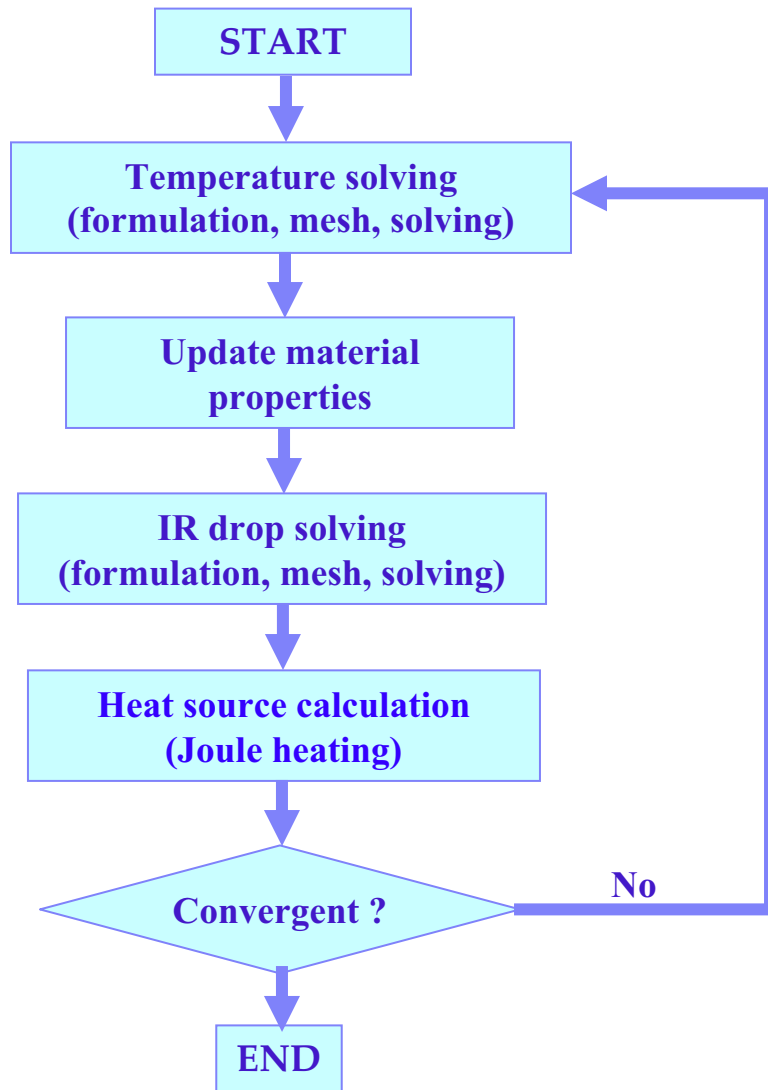 START
Temperature solving
(formulation, mesh, solving)
Update material
properties
IR drop solving
(formulation, mesh, solving)
Heat source calculation
(Joule heating)
Convergent ?
No
END